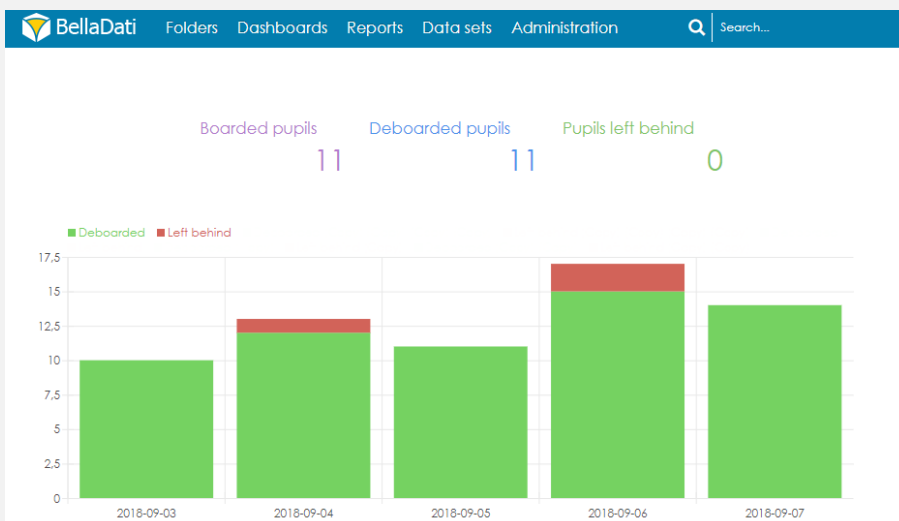 BellaDati Folders Dashboards Reports Data sets Administration Search...
Boarded pupils Deboarded pupils Pupils left behind
11 11 0
Deboarded Left behind
17,5
15
12,5
10
7,5
5
2,5
0
2018-09-03 2018-09-04 2018-09-05 2018-09-06 2018-09-07